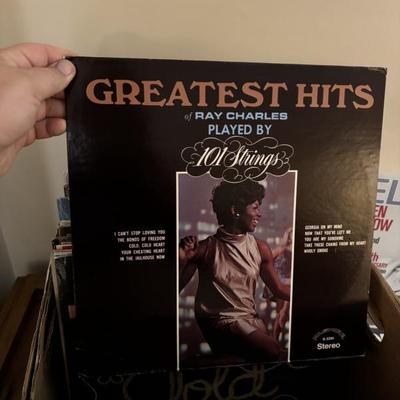 GREATEST HITS
of RAY CHARLES
PLAYED BY
101 Strings
I CAN'T STOP LOVING YOU
THE BONDS OF FREEDOM
COLD, COLD HEART
YOUR CHEATING HEART
IN THE JAILHOUSE NOW
GEORGIA ON MY MIND
NOW THAT YOU'VE LEFT ME
YOU ARE MY SUNSHINE
TAKE THESE CHAINS FROM MY HEART
WHOLLY SMOKE
Stereo
Gold